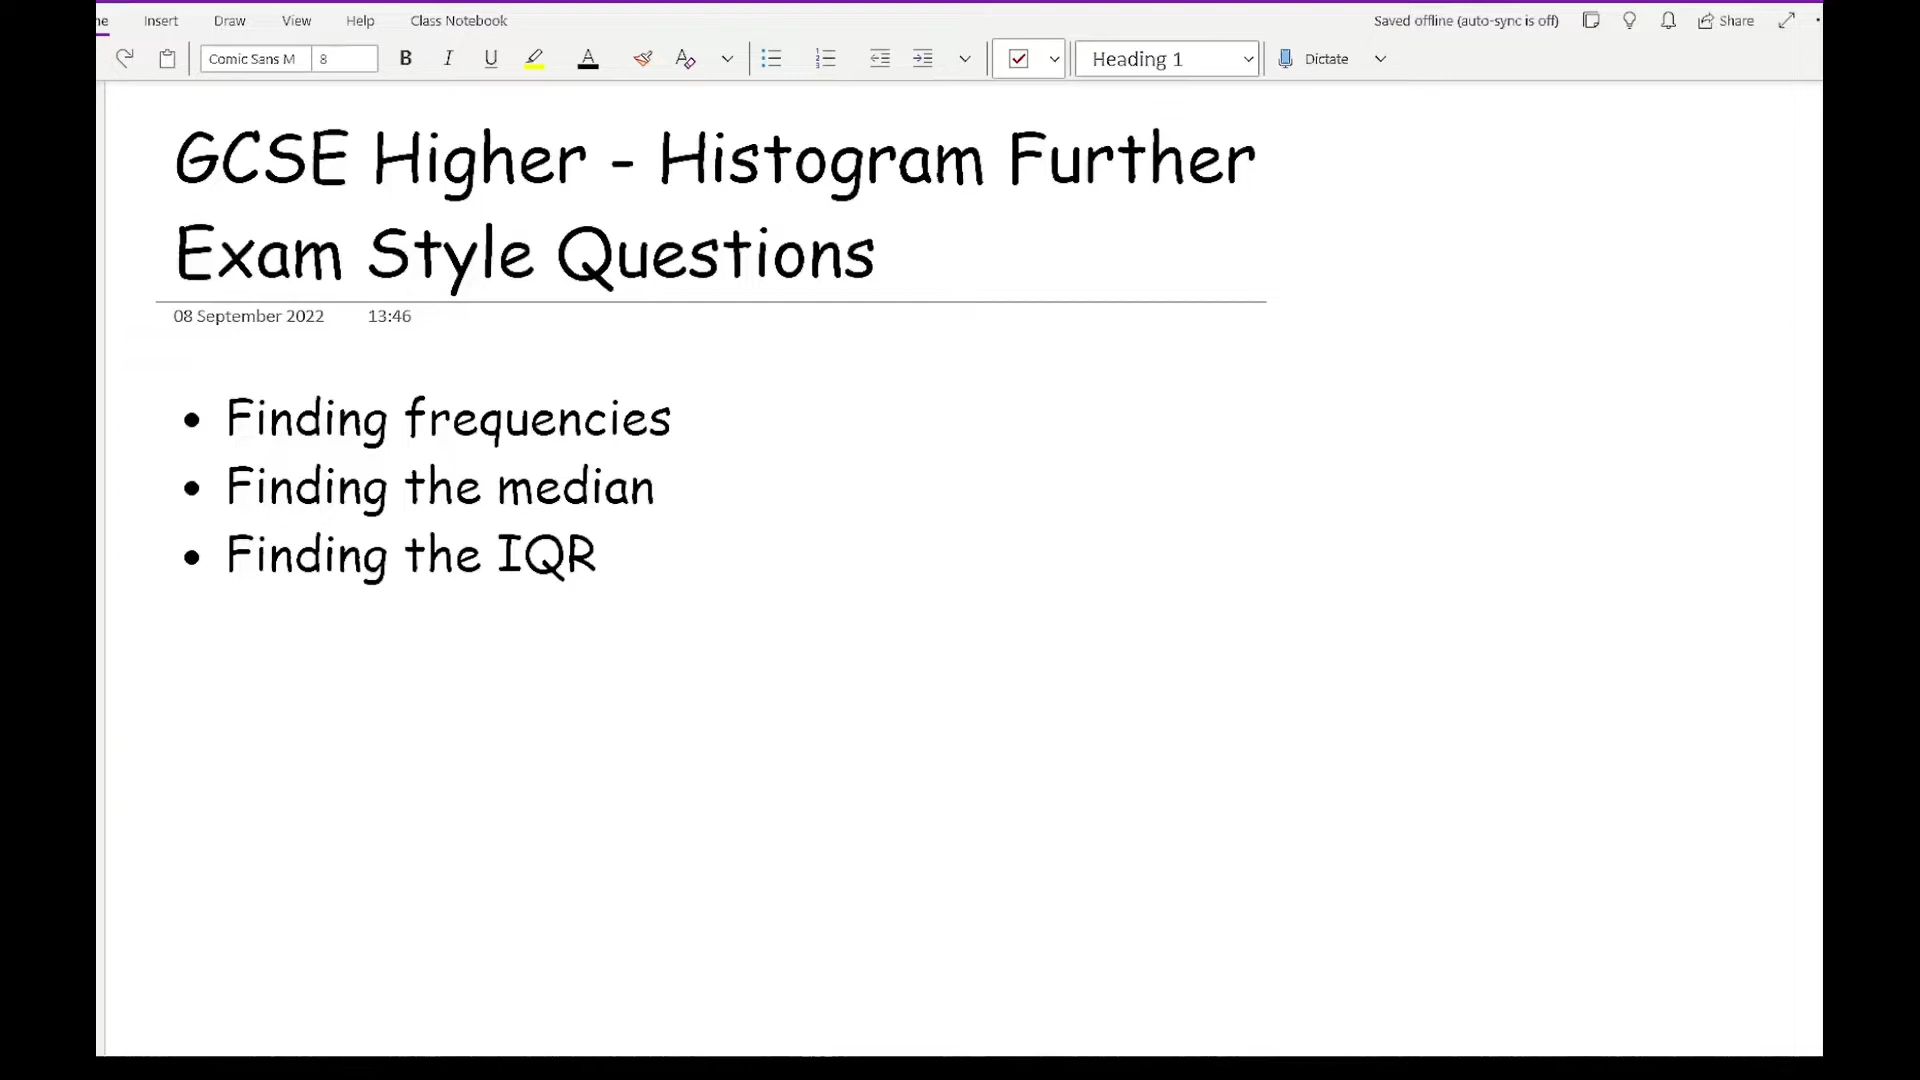 ne Insert Draw View Help Class Notebook Saved offline (auto-sync is off) Share
Comic Sans M 8 B I U A A Heading 1 Dictate
GCSE Higher - Histogram Further
Exam Style Questions
08 September 2022 13:46
• Finding frequencies
• Finding the median
• Finding the IQR